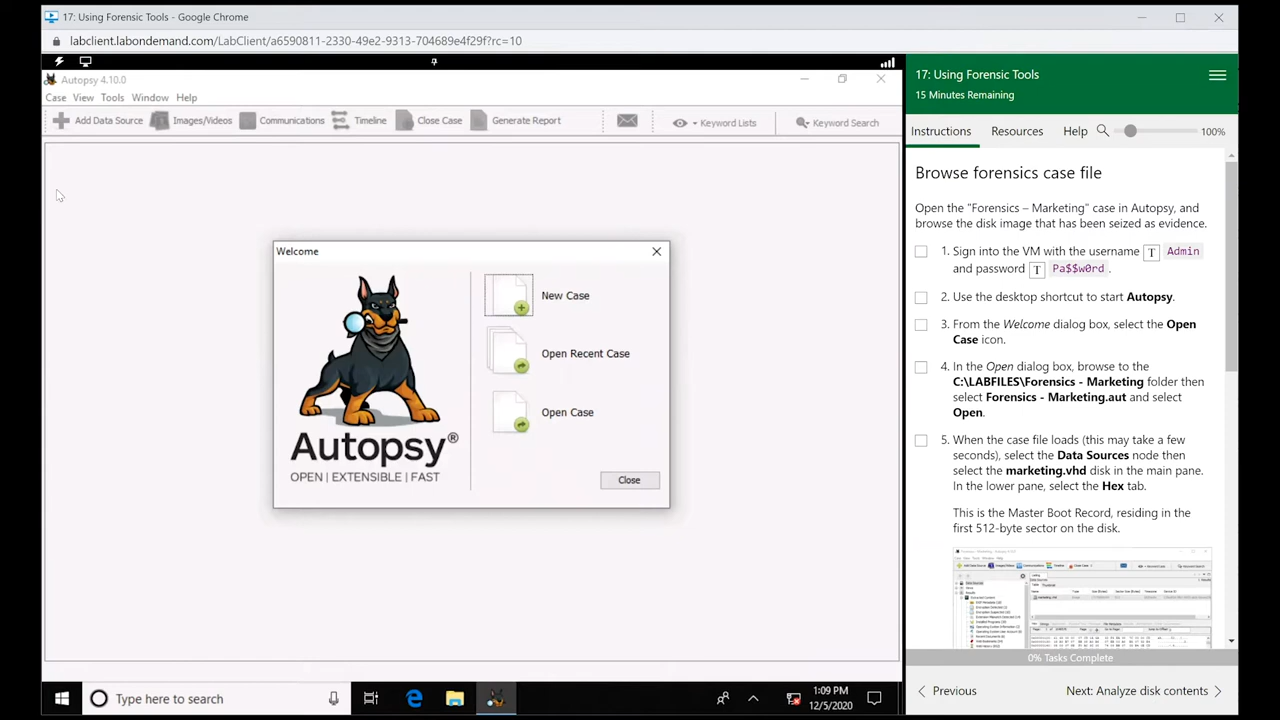 17: Using Forensic Tools - Google Chrome
labclient.labondemand.com/LabClient/a6590811-2330-49e2-9313-704689e4f29f?rc=10
Autopsy 4.10.0
Case View Tools Window Help
Add Data Source Images/Videos Communications Timeline Close Case Generate Report Keyword Lists Keyword Search
Welcome
New Case
Open Recent Case
Open Case
Autopsy®
OPEN | EXTENSIBLE | FAST
Close
Type here to search
1:09 PM
12/5/2020
17: Using Forensic Tools
15 Minutes Remaining
Instructions Resources Help 100%
Browse forensics case file
Open the "Forensics – Marketing" case in Autopsy, and
browse the disk image that has been seized as evidence.
1. Sign into the VM with the username T Admin
and password T Pa$$w0rd .
2. Use the desktop shortcut to start Autopsy.
3. From the Welcome dialog box, select the Open
Case icon.
4. In the Open dialog box, browse to the
C:\LABFILES\Forensics - Marketing folder then
select Forensics - Marketing.aut and select
Open.
5. When the case file loads (this may take a few
seconds), select the Data Sources node then
select the marketing.vhd disk in the main pane.
In the lower pane, select the Hex tab.
This is the Master Boot Record, residing in the
first 512-byte sector on the disk.
0% Tasks Complete
Previous Next: Analyze disk contents